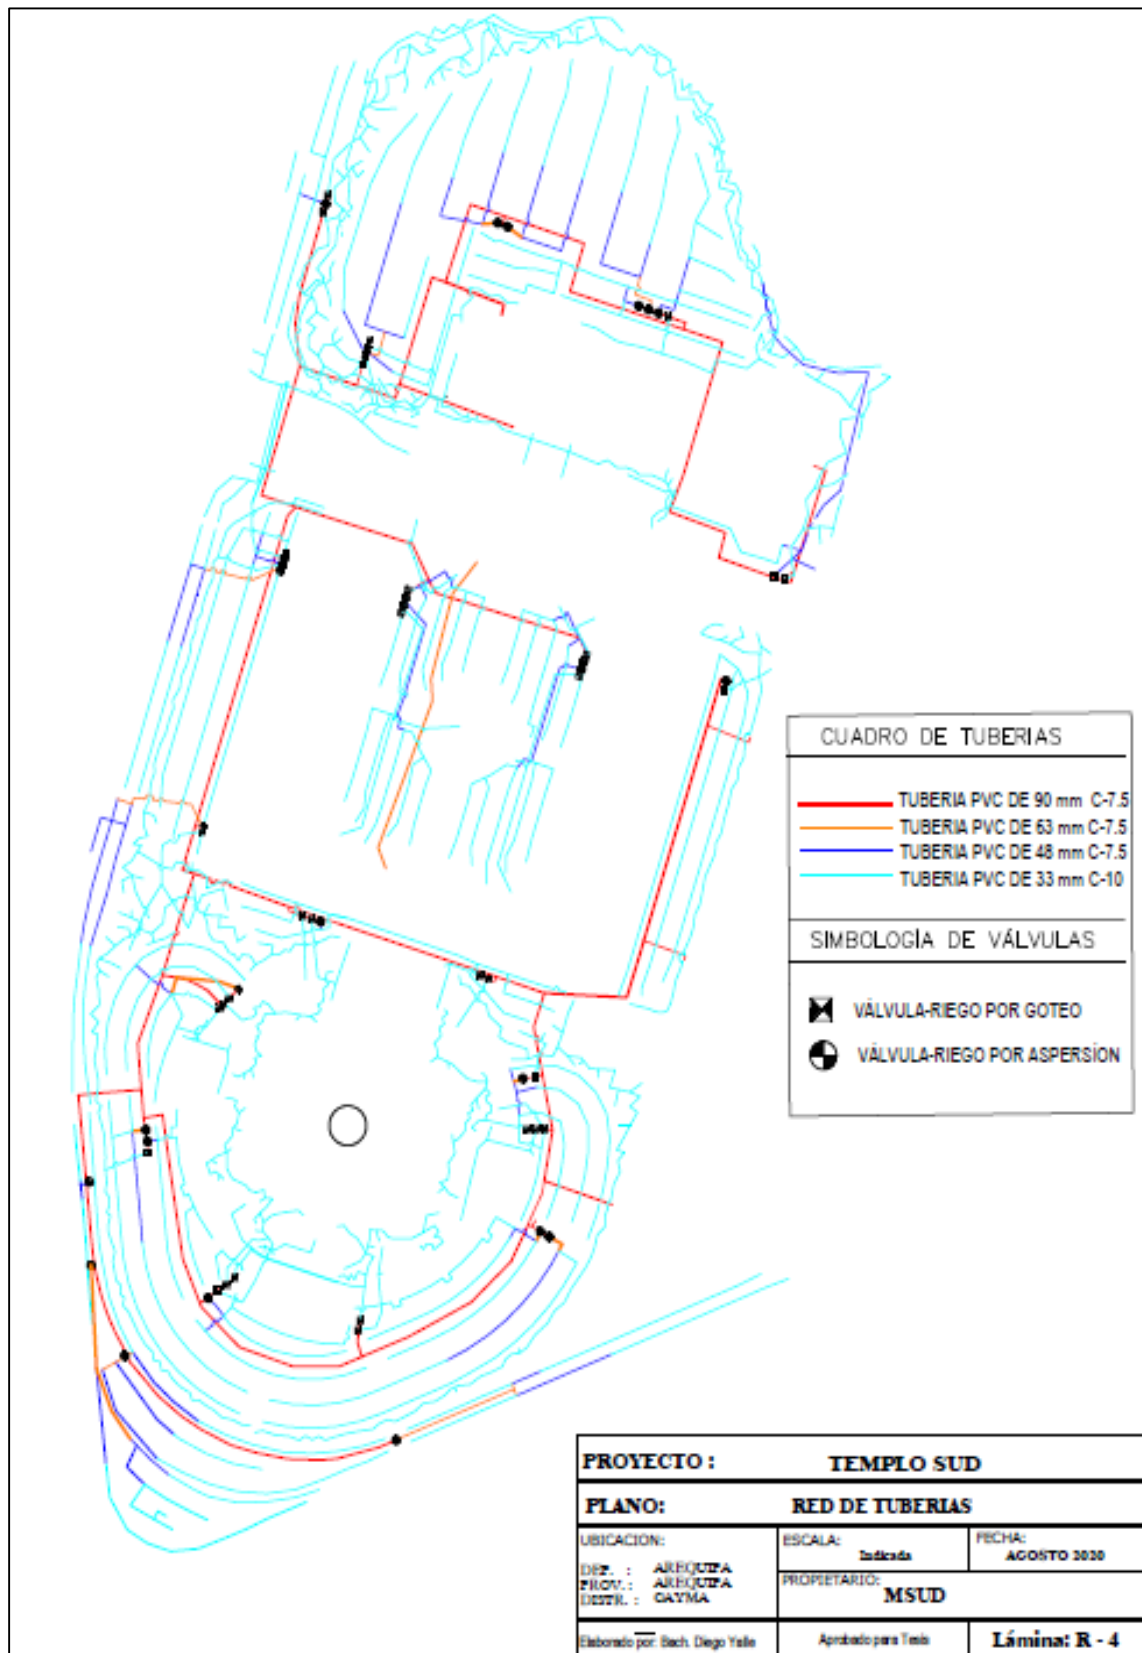 CUADRO DE TUBERIAS
TUBERIA PVC DE 90 mm C-7.5
TUBERIA PVC DE 63 mm C-7.5
TUBERIA PVC DE 48 mm C-7.5
TUBERIA PVC DE 33 mm C-10
SIMBOLOGÍA DE VÁLVULAS
VÁLVULA-RIEGO POR GOTEO
VÁLVULA-RIEGO POR ASPERSÍON
PROYECTO : TEMPLO SUD
PLANO: RED DE TUBERIAS
UBICACION:
DEP. : AREQUIPA
PROV. : AREQUIPA
DISTR. : CAYMA
ESCALA:
Indicada
FECHA:
AGOSTO 2020
PROPIETARIO:
MSUD
Elaborado por: Bach. Diego Yalle
Aprobado para Tesis
Lámina: R - 4